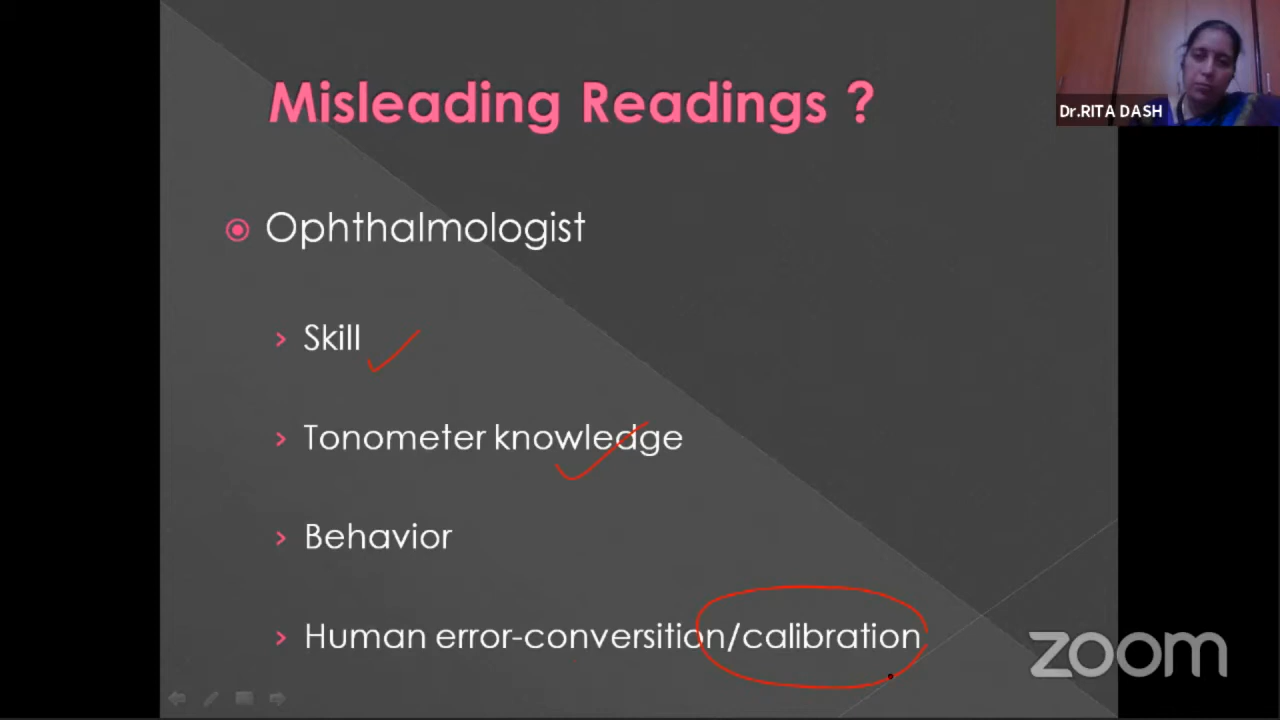 Misleading Readings ?
Dr.RITA DASH
Ophthalmologist
Skill
Tonometer knowledge
Behavior
Human error-conversition/calibration
zoom